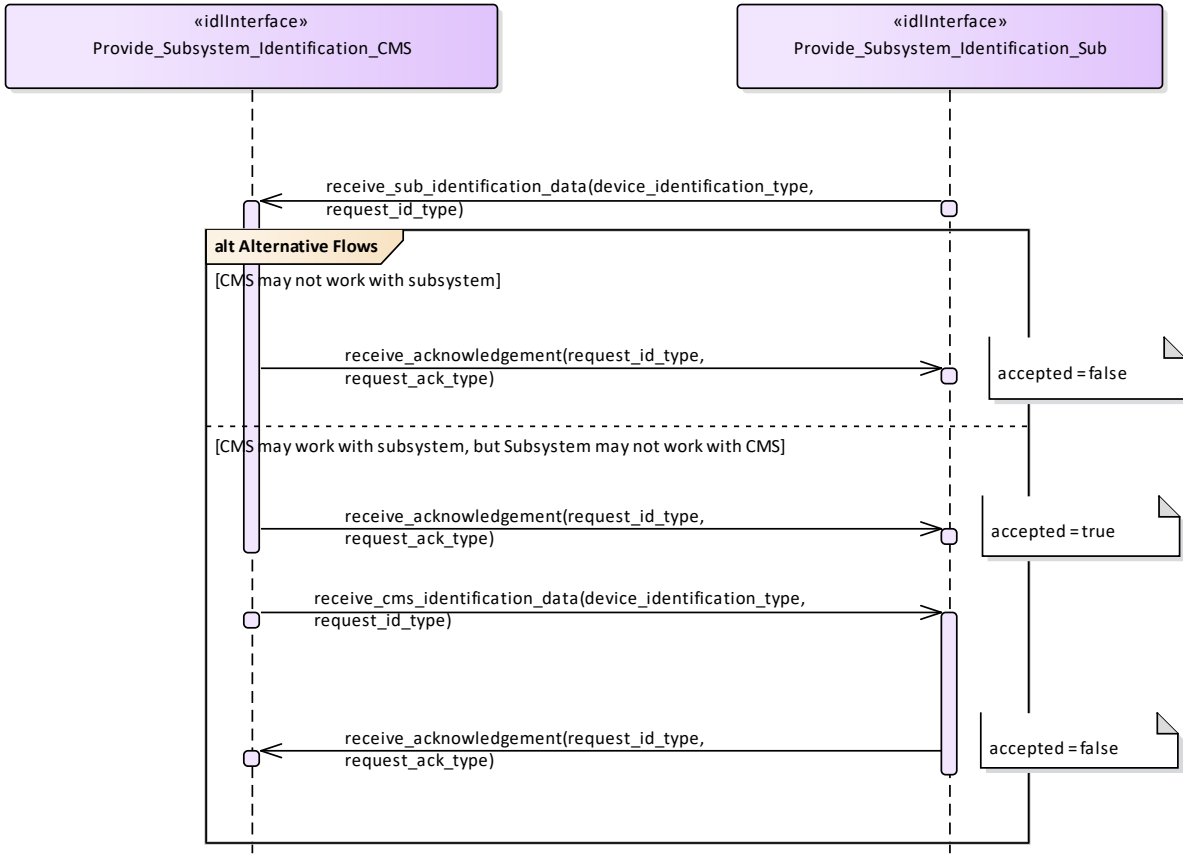 «idlInterface»
Provide_Subsystem_Identification_CMS
«idlInterface»
Provide_Subsystem_Identification_Sub
receive_sub_identification_data(device_identification_type,
request_id_type)
alt Alternative Flows
[CMS may not work with subsystem]
receive_acknowledgement(request_id_type,
request_ack_type)
accepted = false
[CMS may work with subsystem, but Subsystem may not work with CMS]
receive_acknowledgement(request_id_type,
request_ack_type)
accepted = true
receive_cms_identification_data(device_identification_type,
request_id_type)
receive_acknowledgement(request_id_type,
request_ack_type)
accepted = false